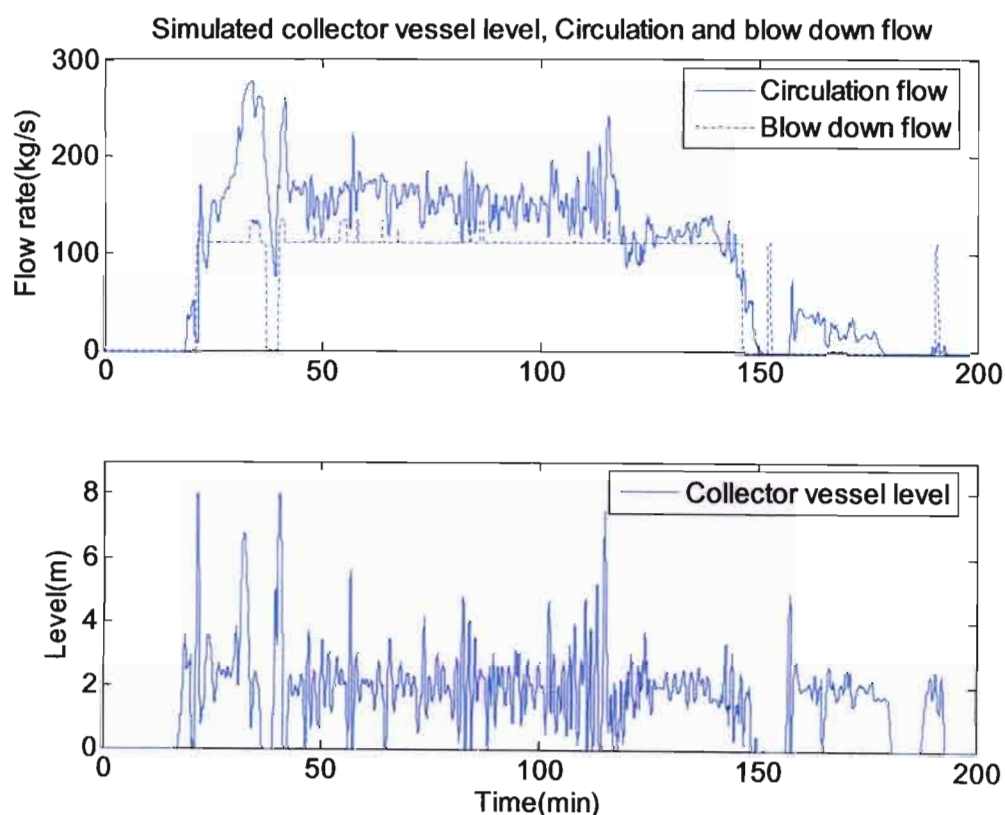 Simulated collector vessel level, Circulation and blow down flow
300
200
100
0
Flow rate(kg/s)
Circulation flow
Blow down flow
0 50 100 150 200
8
6
4
2
0
Level(m)
Collector vessel level
0 50 100 150 200
Time(min)